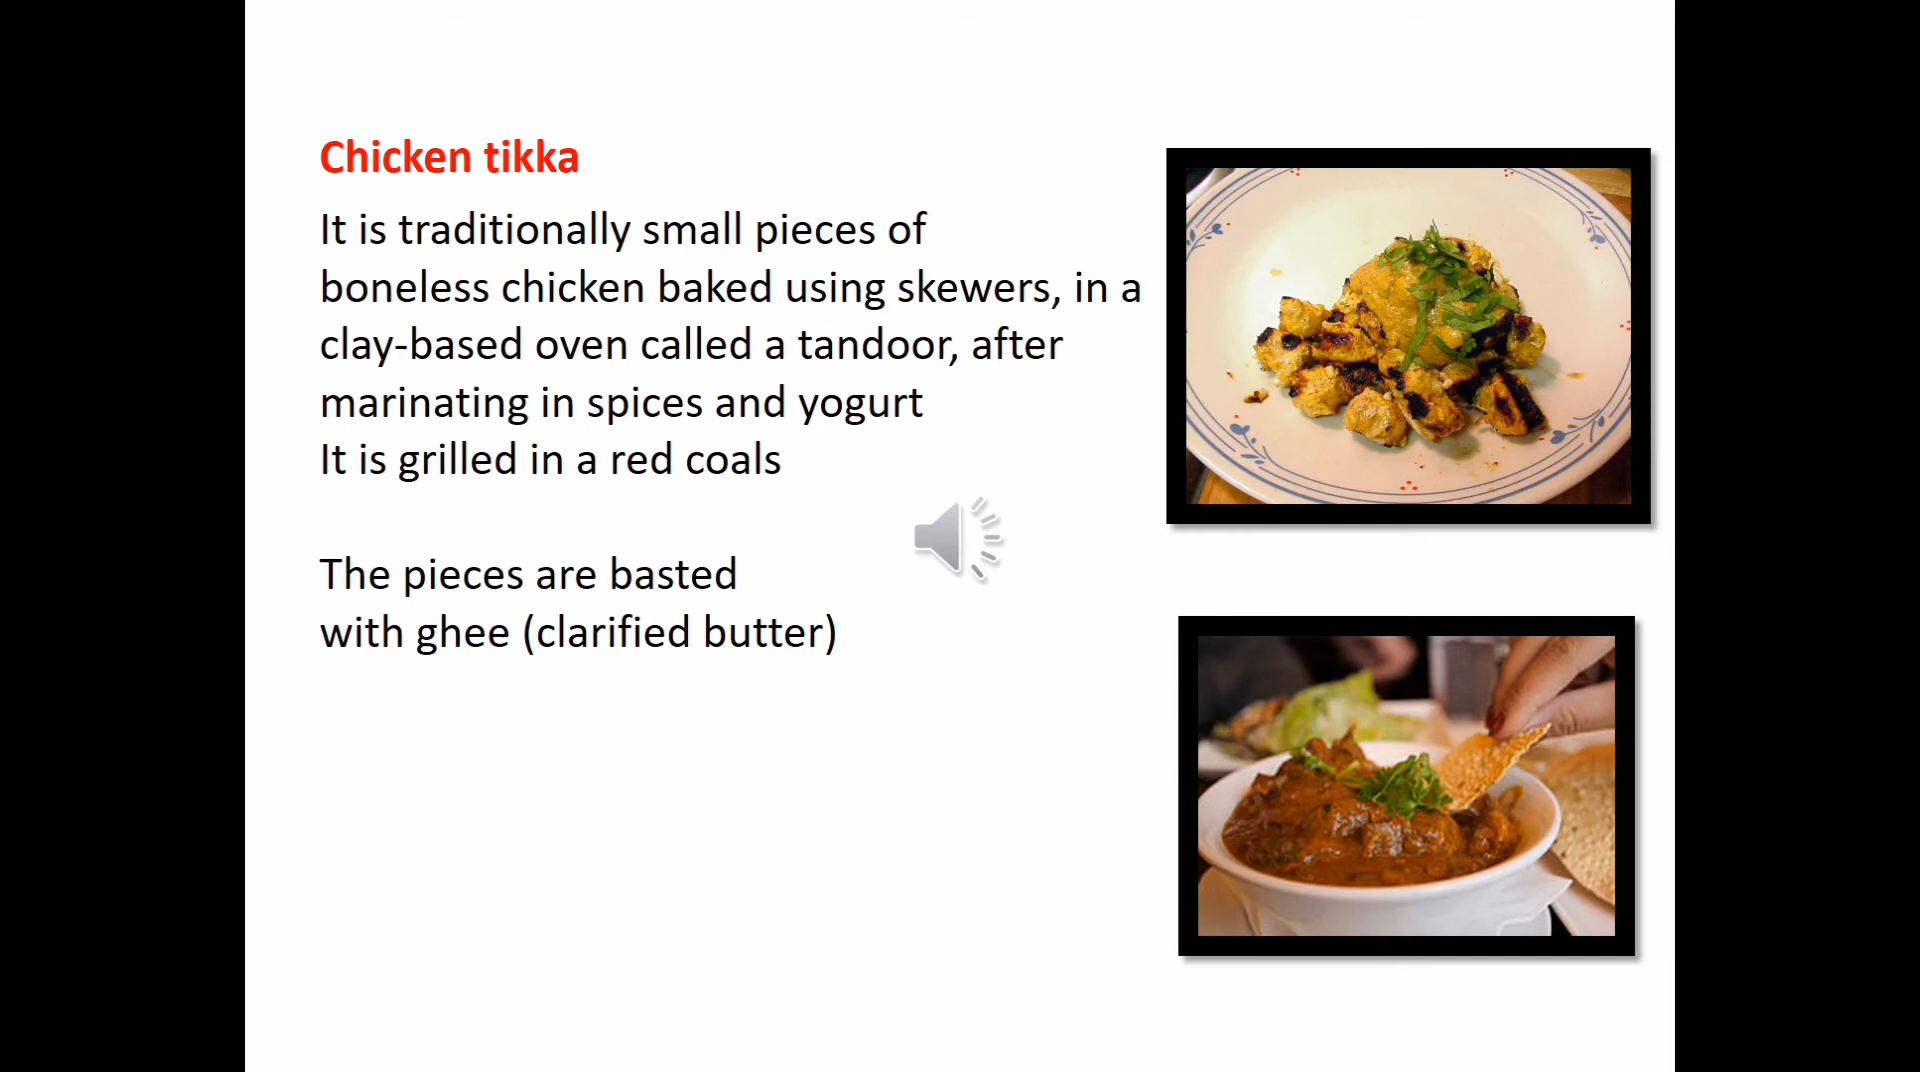 Chicken tikka
It is traditionally small pieces of
boneless chicken baked using skewers, in a
clay-based oven called a tandoor, after
marinating in spices and yogurt
It is grilled in a red coals
The pieces are basted
with ghee (clarified butter)